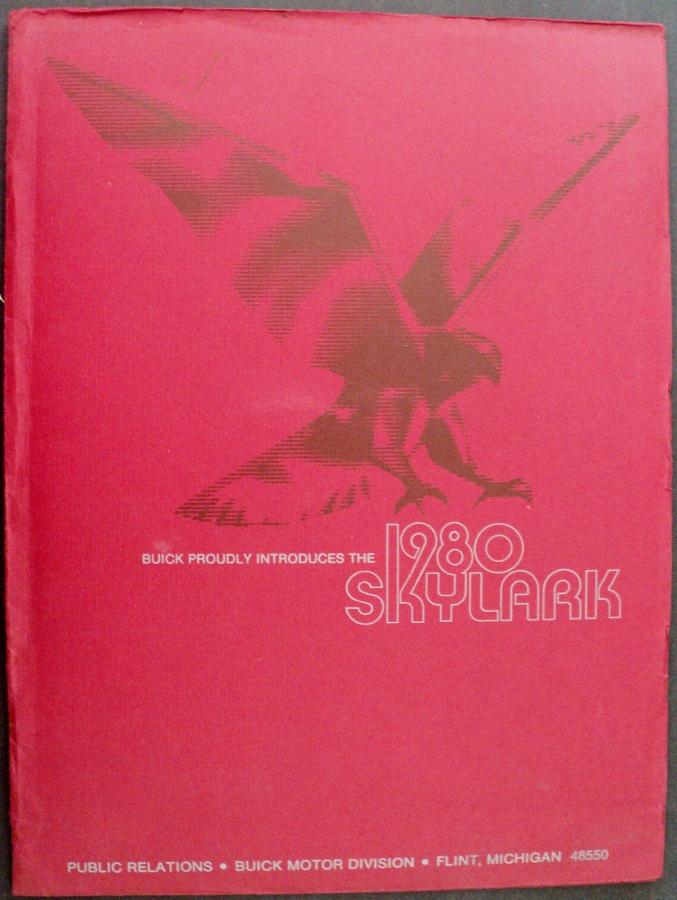 BUICK PROUDLY INTRODUCES THE 1980
SKYLARK
PUBLIC RELATIONS • BUICK MOTOR DIVISION • FLINT, MICHIGAN 48550